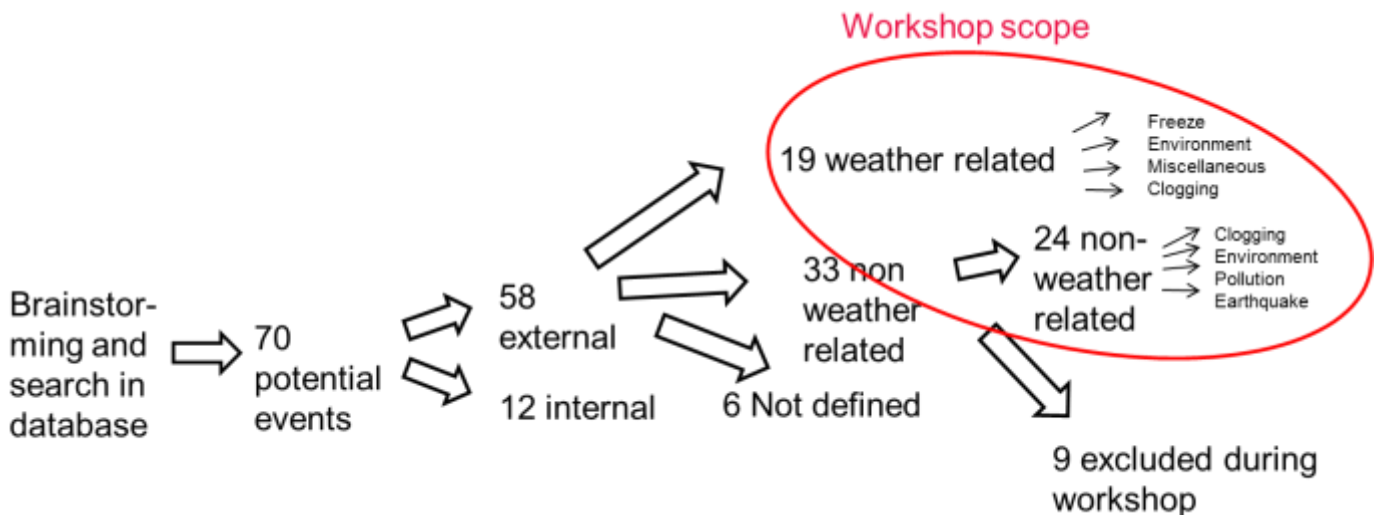 Workshop scope
19 weather related
Freeze
Environment
Miscellaneous
Clogging
24 non-
weather
related
Clogging
Environment
Pollution
Earthquake
33 non
weather
related
58
external
Brainstor-
ming and
search in
database
70
potential
events
12 internal
6 Not defined
9 excluded during
workshop